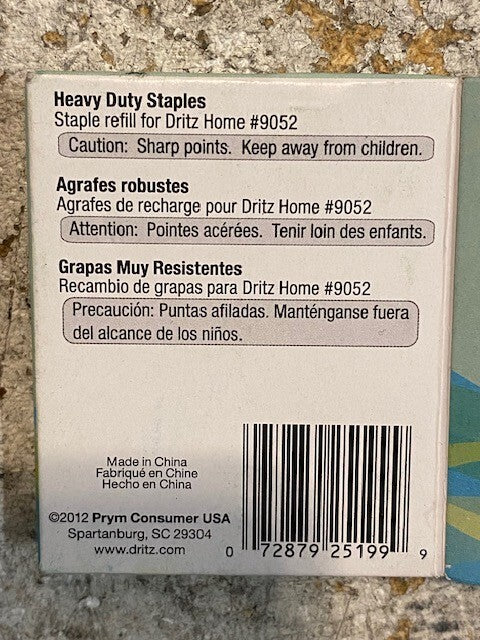 Heavy Duty Staples
Staple refill for Dritz Home #9052
Caution: Sharp points. Keep away from children.
Agrafes robustes
Agrafes de recharge pour Dritz Home #9052
Attention: Pointes acérées. Tenir loin des enfants.
Grapas Muy Resistentes
Recambio de grapas para Dritz Home #9052
Precaución: Puntas afiladas. Manténganse fuera
del alcance de los niños.
Made in China
Fabriqué en Chine
Hecho en China
©2012 Prym Consumer USA
Spartanburg, SC 29304
www.dritz.com
0 72879 25199 9